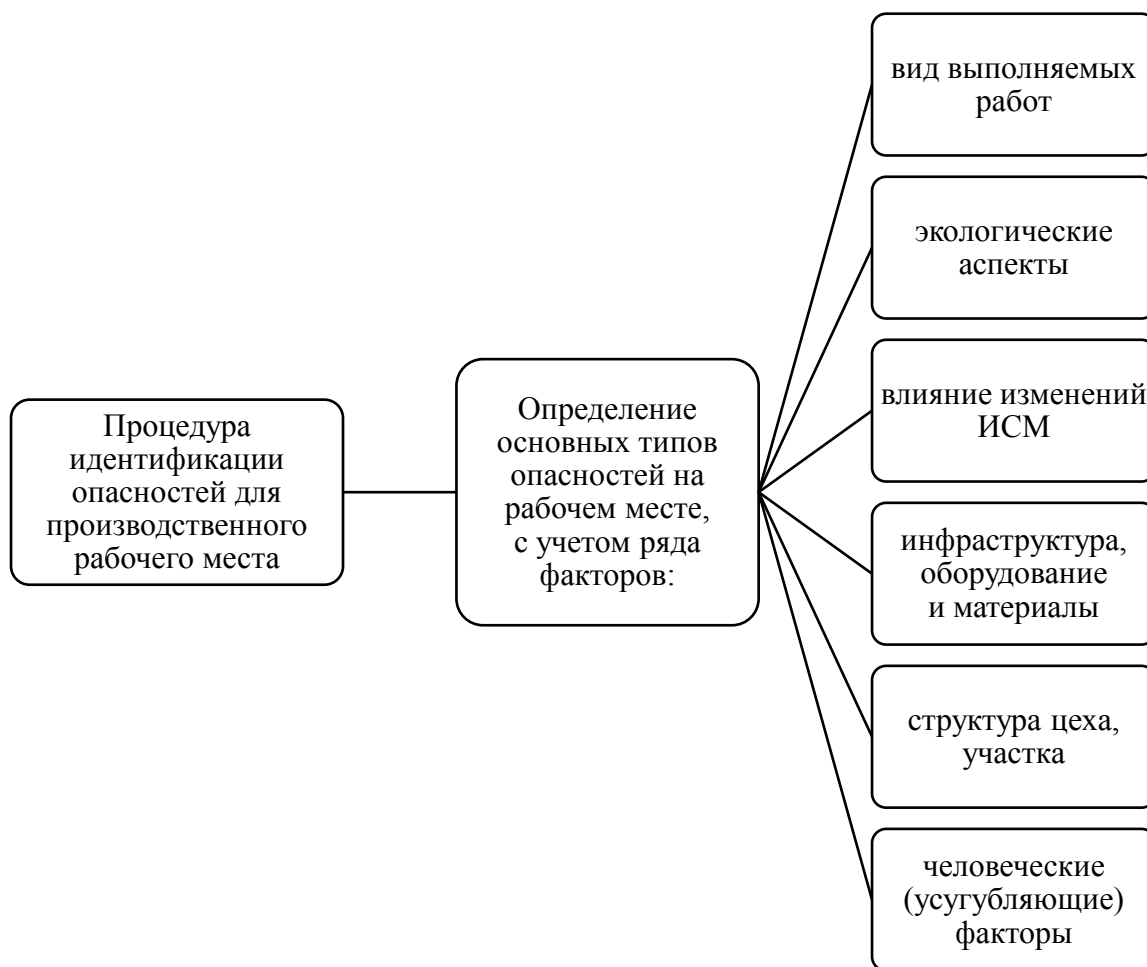 Процедура
идентификации
опасностей для
производственного
рабочего места
Определение
основных типов
опасностей на
рабочем месте,
с учетом ряда
факторов:
вид выполняемых
работ
экологические
аспекты
влияние изменений
ИСМ
инфраструктура,
оборудование
и материалы
структура цеха,
участка
человеческие
(усугубляющие)
факторы